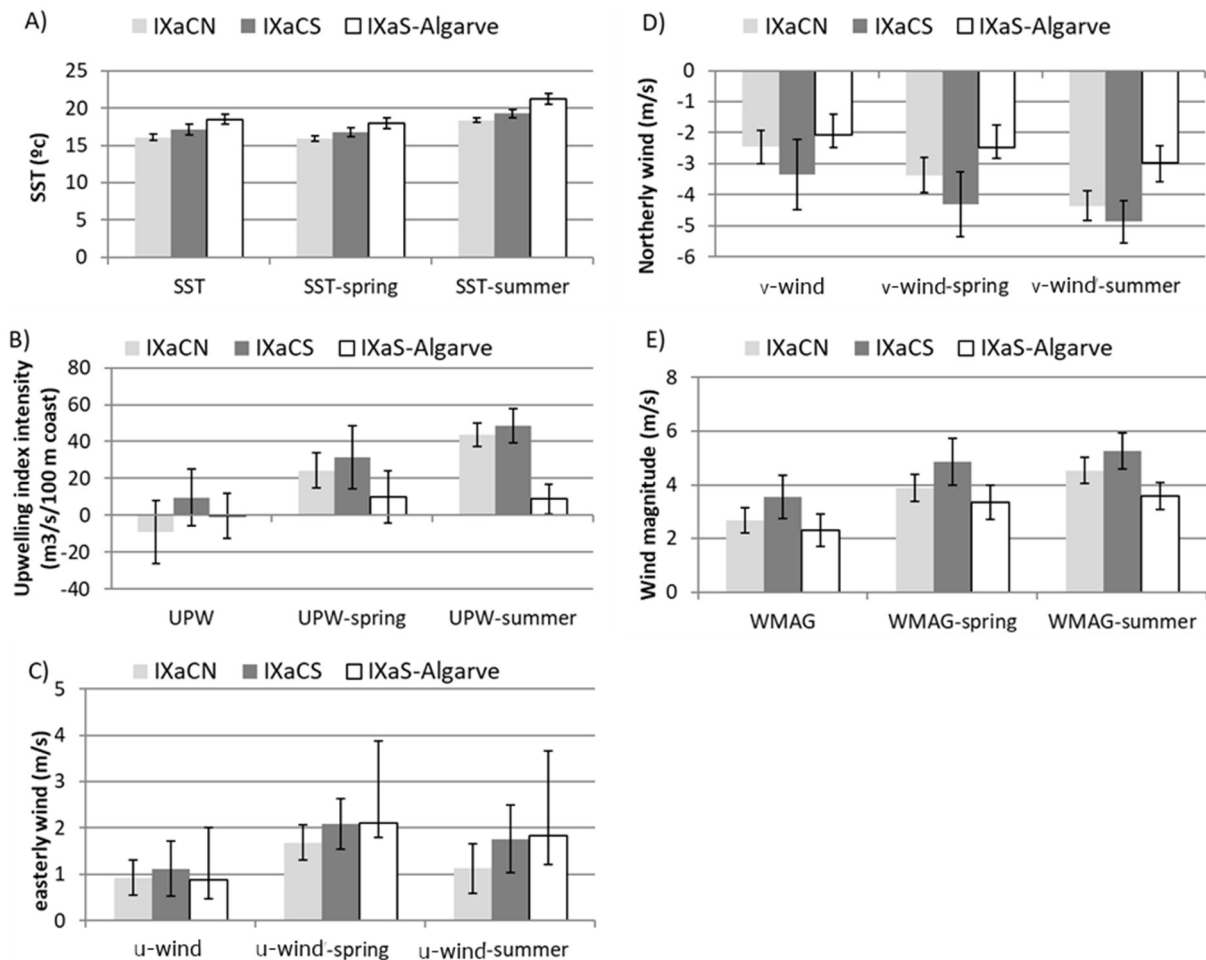 A)
IXaCN IXaCS IXaS-Algarve
SST (ºc)
25
20
15
10
5
0
SST SST-spring SST-summer
B)
IXaCN IXaCS IXaS-Algarve
Upwelling index intensity
(m3/s/100 m coast)
80
60
40
20
0
-20
-40
UPW UPW-spring UPW-summer
C)
IXaCN IXaCS IXaS-Algarve
easterly wind (m/s)
5
4
3
2
1
0
u-wind u-wind-spring u-wind-summer
D)
IXaCN IXaCS IXaS-Algarve
Northerly wind (m/s)
0
-1
-2
-3
-4
-5
-6
v-wind v-wind-spring v-wind-summer
E)
IXaCN IXaCS IXaS-Algarve
Wind magnitude (m/s)
8
6
4
2
0
WMAG WMAG-spring WMAG-summer